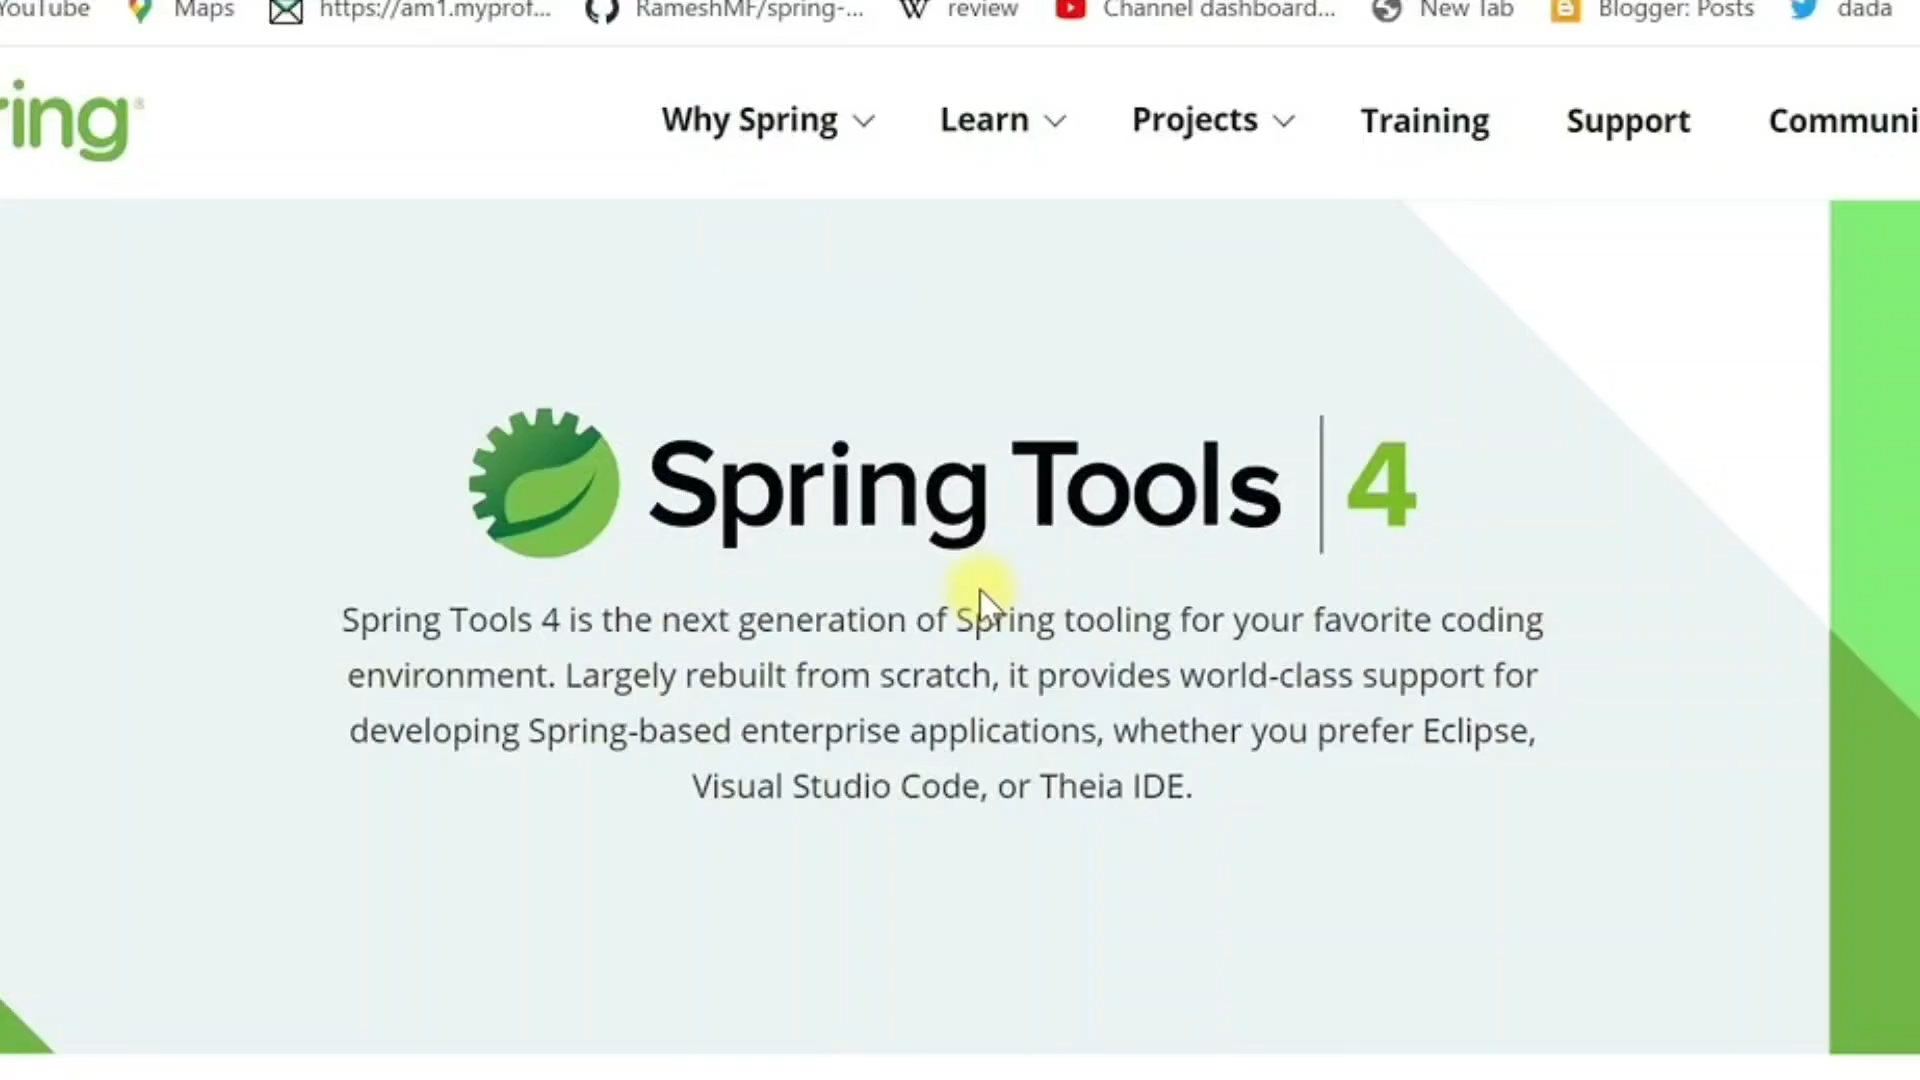 YouTube Maps https://am1.myprof... RameshMF/spring-... review Channel dashboard... New Tab Blogger: Posts dada
ring®
Why Spring Learn Projects Training Support Communi
Spring Tools 4
Spring Tools 4 is the next generation of Spring tooling for your favorite coding
environment. Largely rebuilt from scratch, it provides world-class support for
developing Spring-based enterprise applications, whether you prefer Eclipse,
Visual Studio Code, or Theia IDE.